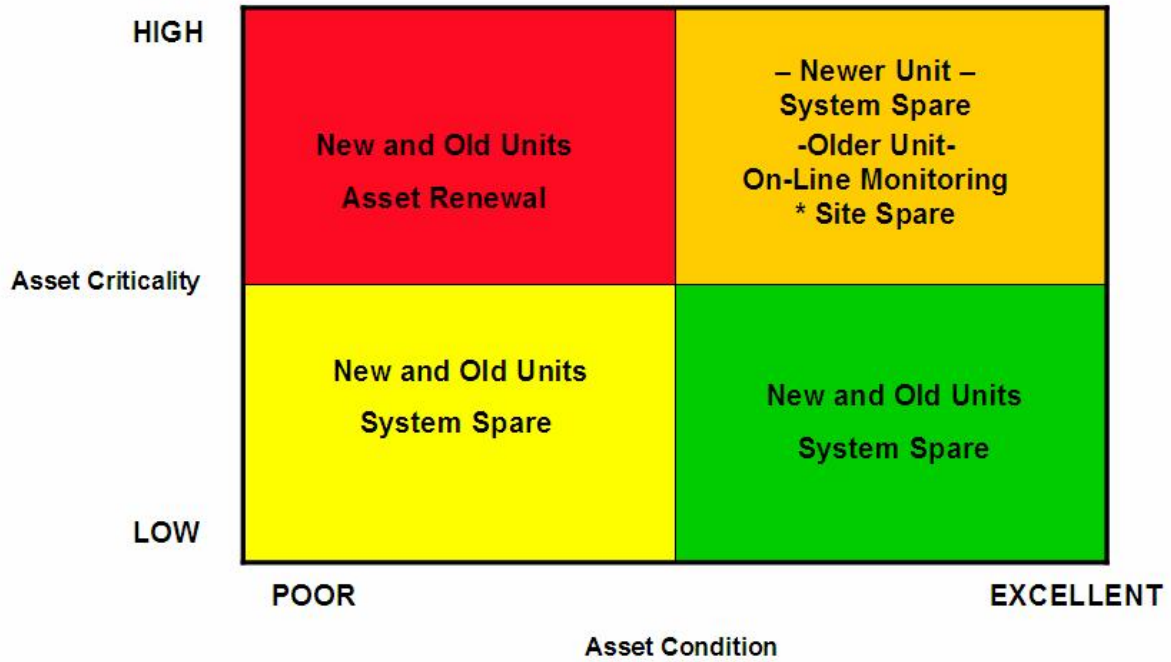 HIGH
New and Old Units
Asset Renewal
– Newer Unit –
System Spare
-Older Unit-
On-Line Monitoring
* Site Spare
Asset Criticality
New and Old Units
System Spare
New and Old Units
System Spare
LOW
POOR
EXCELLENT
Asset Condition